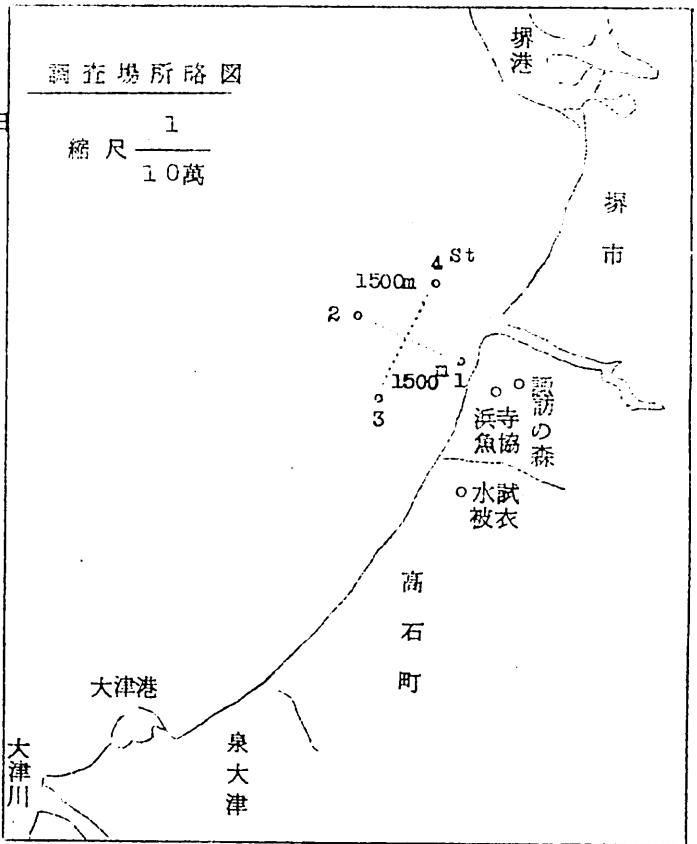 調査場所略図
縮尺 1/10萬
堺港
堺市
4 St
1500m
2
1500m 1
3
諏訪の森
浜寺
魚協
水試
被衣
高石町
大津港
泉大津
大津川